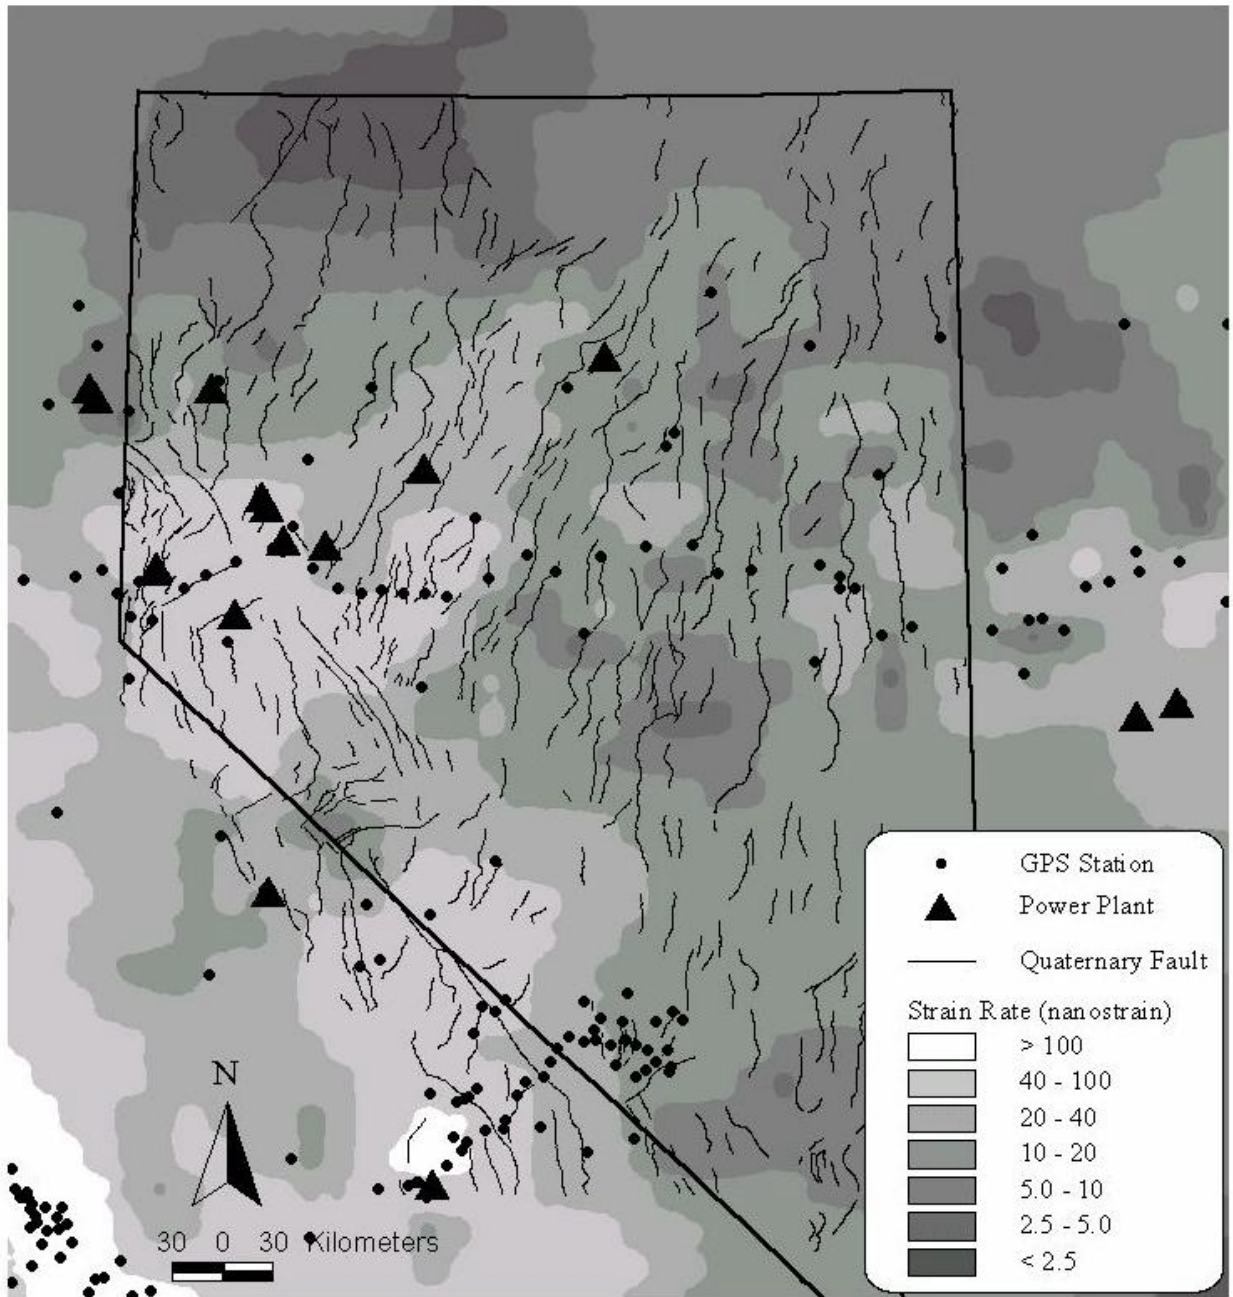 GPS Station
Power Plant
Quaternary Fault
Strain Rate (nanostrain)
> 100
40 - 100
20 - 40
10 - 20
5.0 - 10
2.5 - 5.0
< 2.5
N
30 0 30 Kilometers